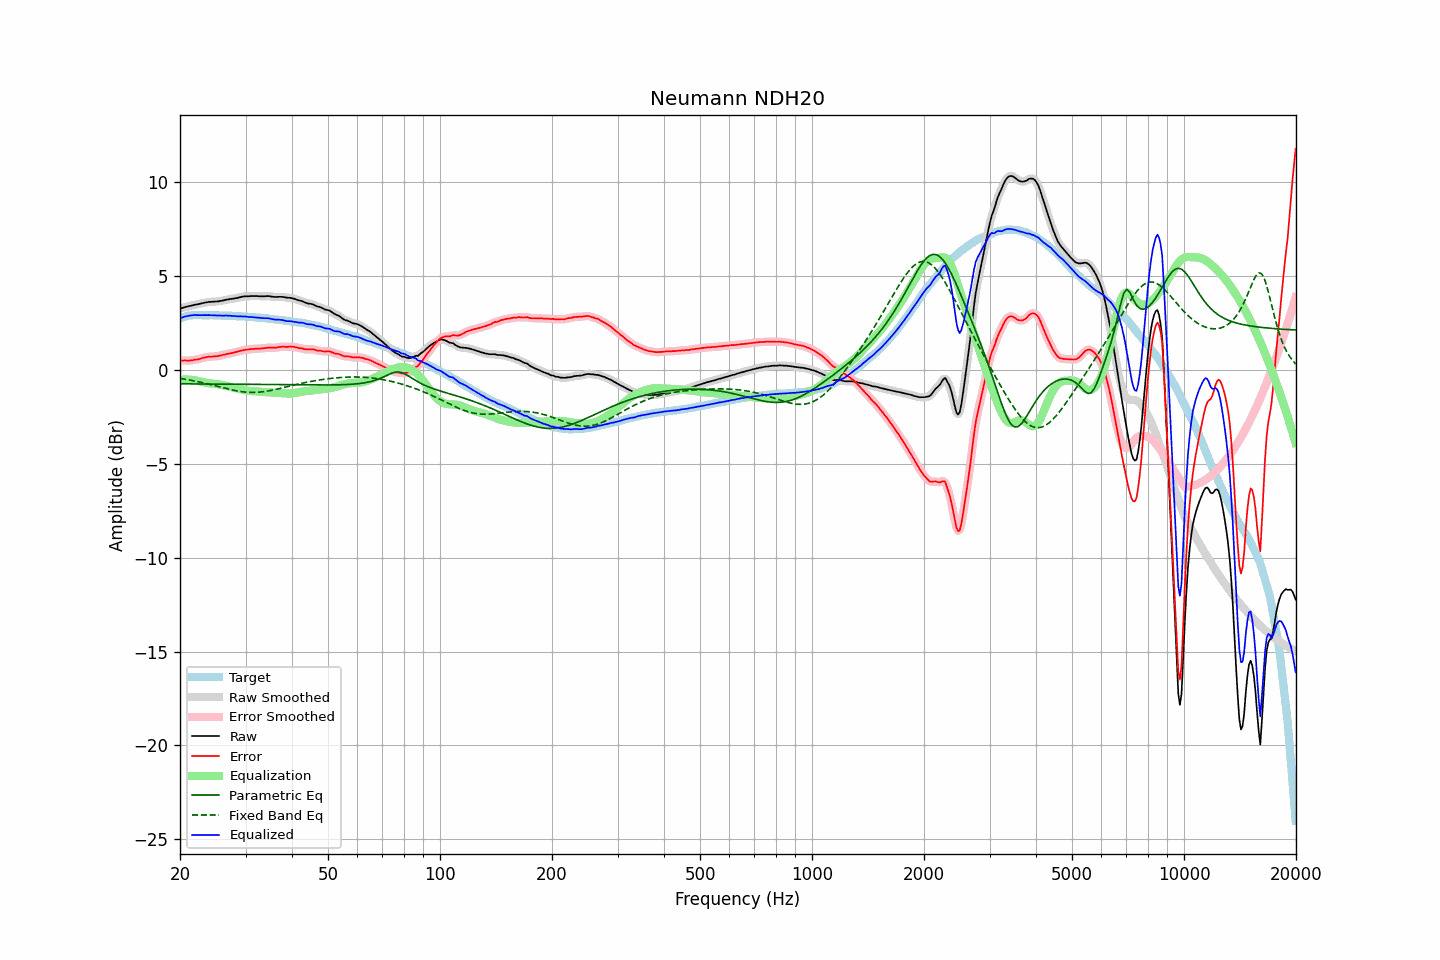 Neumann NDH20
Amplitude (dBr)
10
5
0
−5
−10
−15
−20
−25
Target
Raw Smoothed
Error Smoothed
Raw
Error
Equalization
Parametric Eq
Fixed Band Eq
Equalized
20 50 100 200 500 1000 2000 5000 10000 20000
Frequency (Hz)